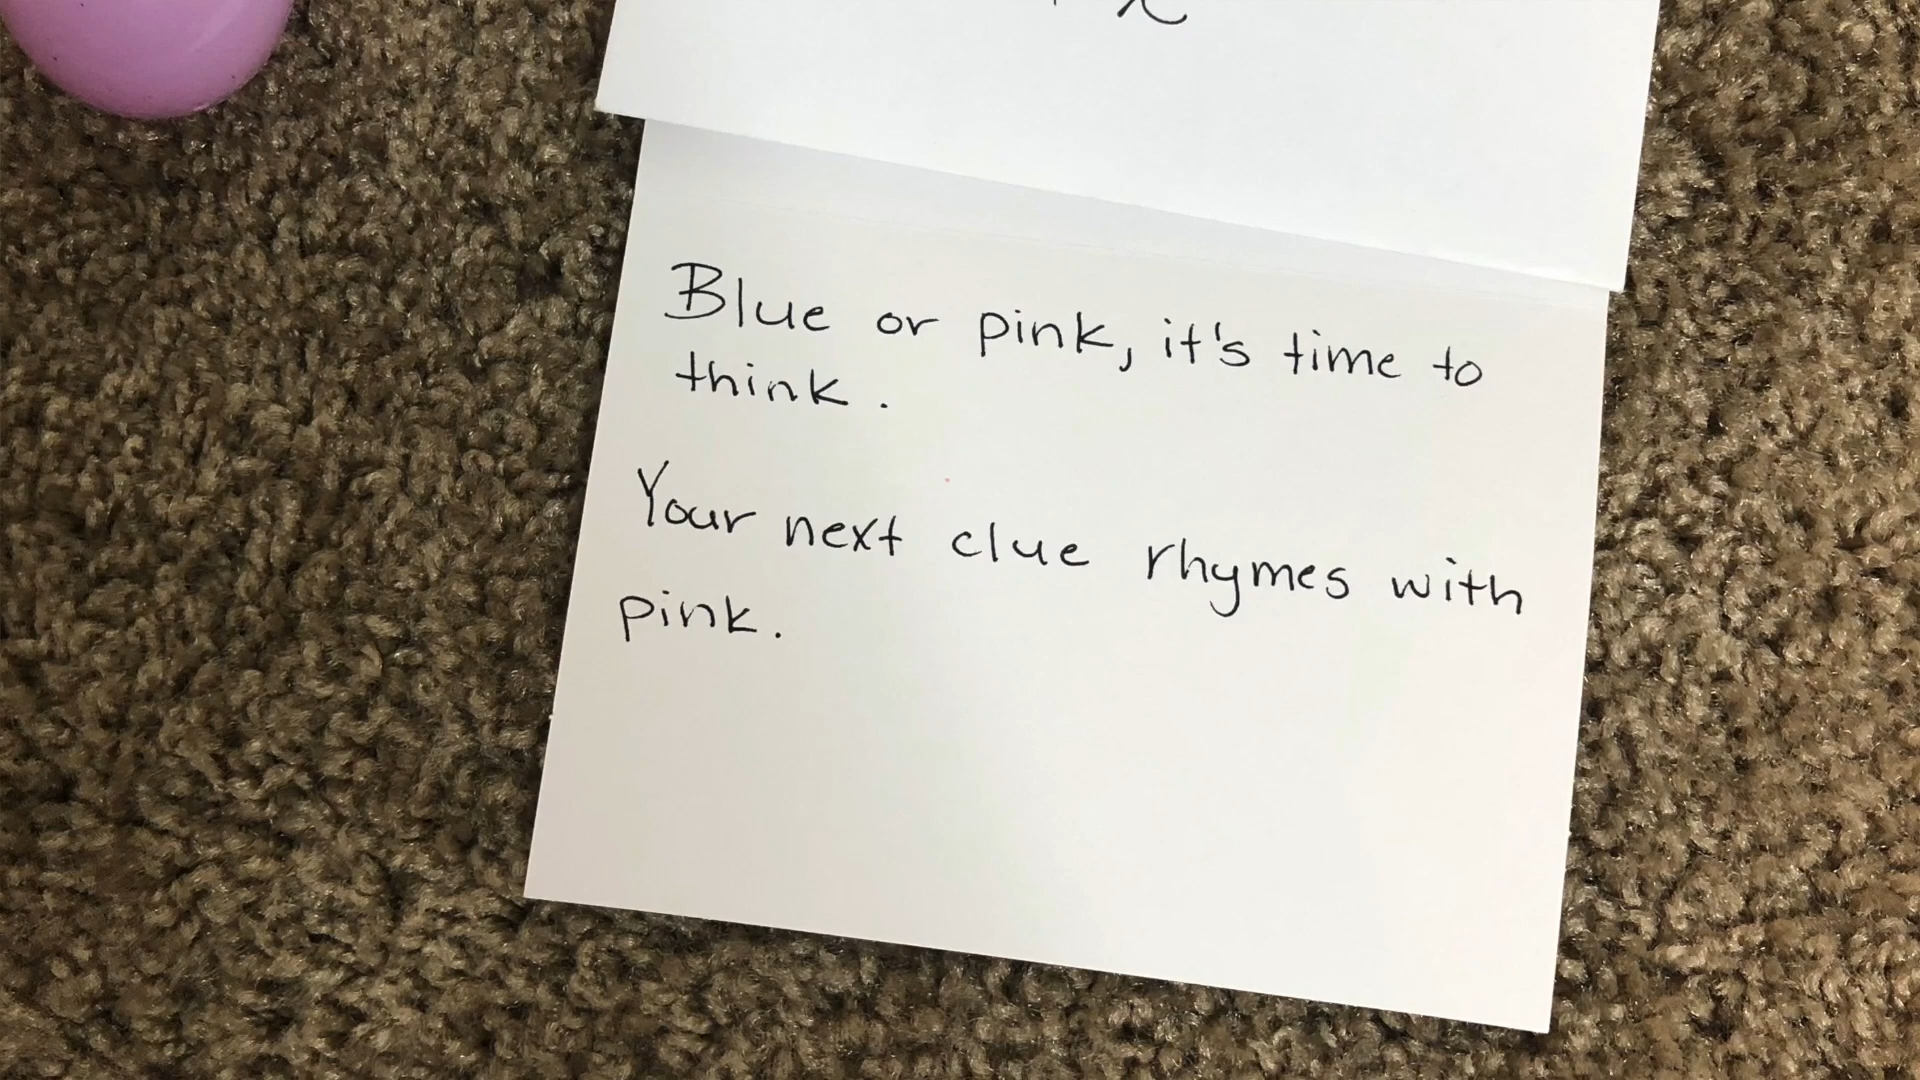 Blue or pink, it's time to
think.
Your next clue rhymes with
pink.